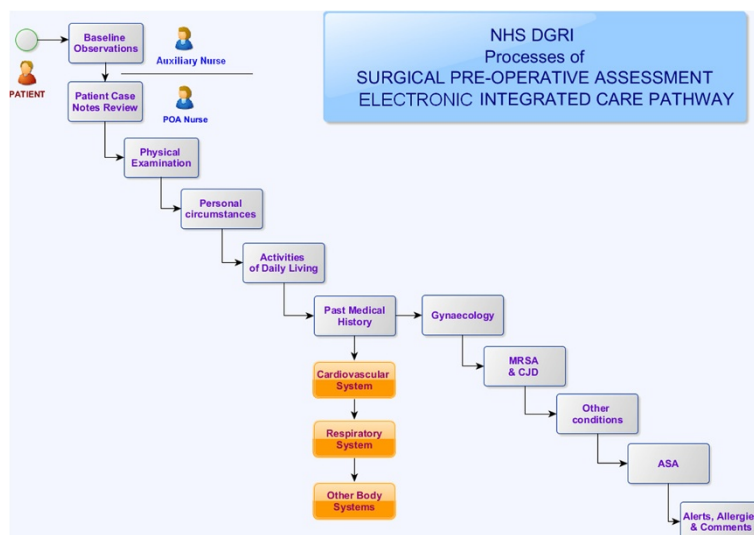 NHS DGRI
Processes of
SURGICAL PRE-OPERATIVE ASSESSMENT
ELECTRONIC INTEGRATED CARE PATHWAY
Baseline
Observations
Auxiliary Nurse
PATIENT
Patient Case
Notes Review
POA Nurse
Physical
Examination
Personal
circumstances
Activities
of Daily Living
Past Medical
History
Gynaecology
Cardiovascular
System
MRSA
& CJD
Respiratory
System
Other
conditions
Other Body
Systems
ASA
Alerts, Allergie
& Comments